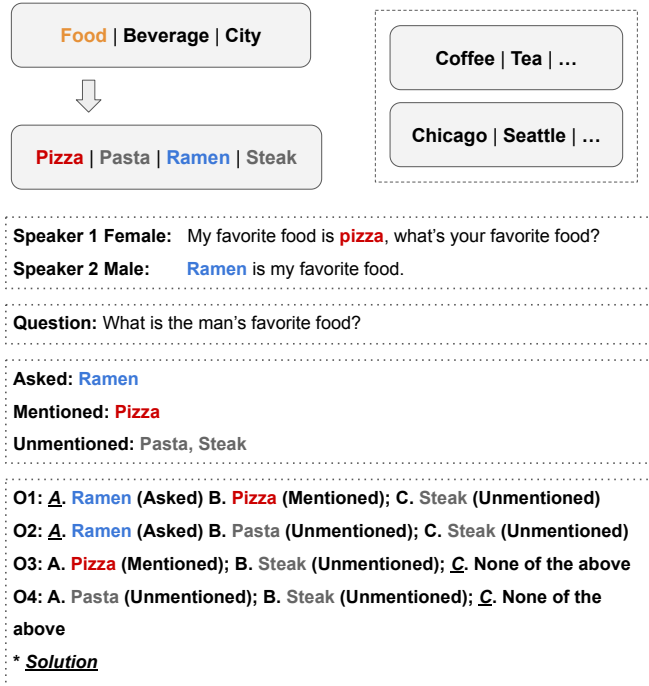 Food | Beverage | City
Coffee | Tea | ...
Chicago | Seattle | ...
Pizza | Pasta | Ramen | Steak
Speaker 1 Female: My favorite food is pizza, what's your favorite food?
Speaker 2 Male: Ramen is my favorite food.
Question: What is the man's favorite food?
Asked: Ramen
Mentioned: Pizza
Unmentioned: Pasta, Steak
O1: A. Ramen (Asked) B. Pizza (Mentioned); C. Steak (Unmentioned)
O2: A. Ramen (Asked) B. Pasta (Unmentioned); C. Steak (Unmentioned)
O3: A. Pizza (Mentioned); B. Steak (Unmentioned); C. None of the above
O4: A. Pasta (Unmentioned); B. Steak (Unmentioned); C. None of the
above
* Solution